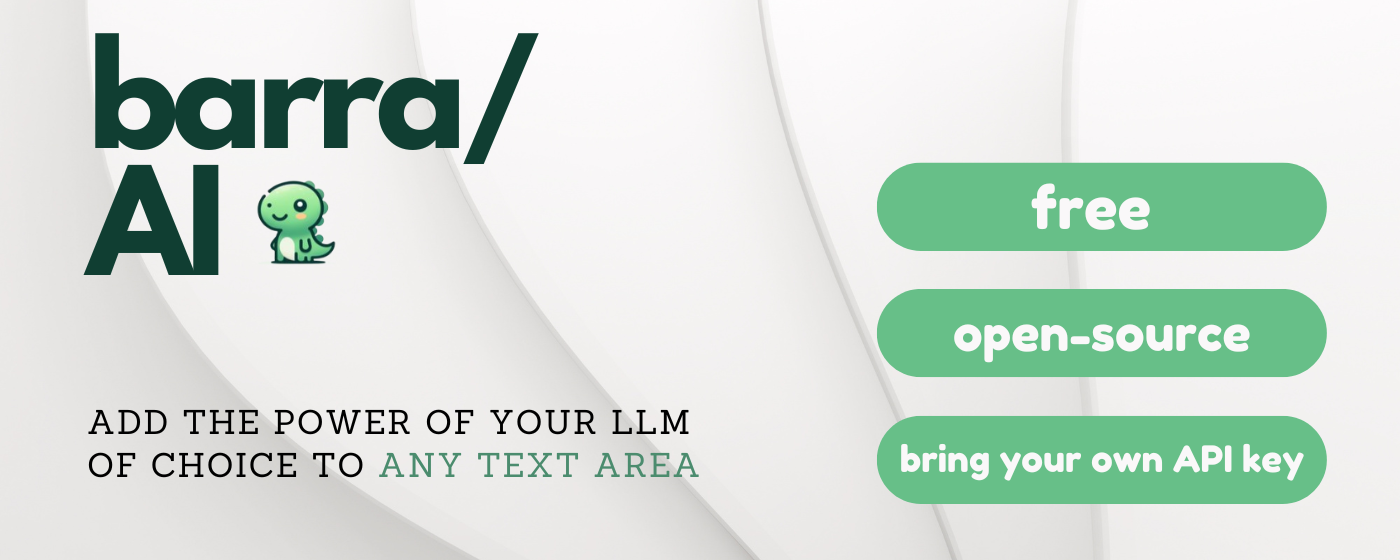 barra/
AI
ADD THE POWER OF YOUR LLM
OF CHOICE TO ANY TEXT AREA
free
open-source
bring your own API key